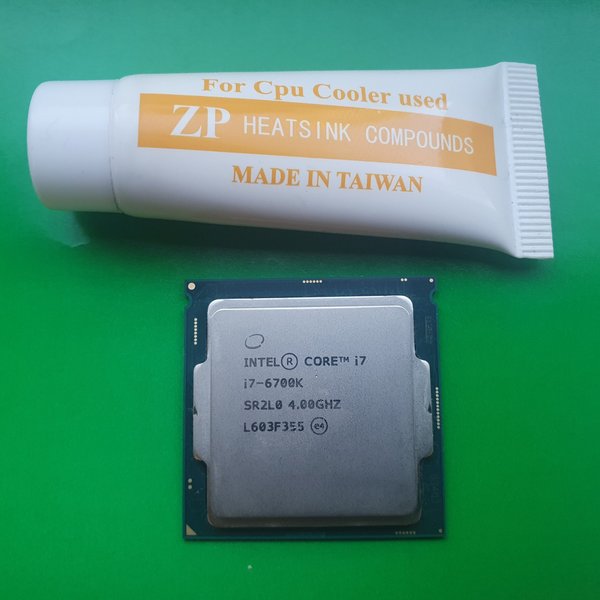 For Cpu Cooler used
ZP HEATSINK COMPOUNDS
MADE IN TAIWAN
INTEL® CORE™ i7
i7-6700K
SR2L0 4.00GHZ
L603F355 e4